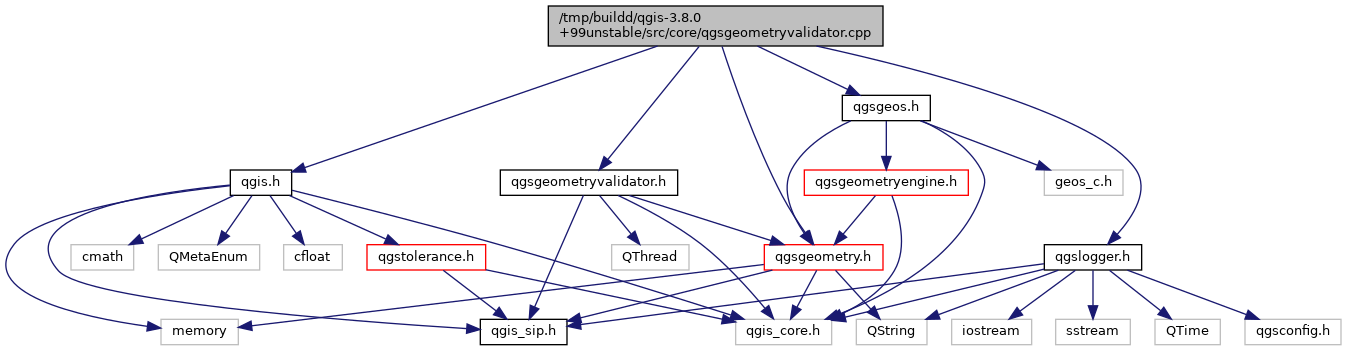 /tmp/buildd/qgis-3.8.0
+99unstable/src/core/qgsgeometryvalidator.cpp
qgsgeos.h
qgis.h
qgsgeometryvalidator.h
qgsgeometryengine.h
geos_c.h
cmath
QMetaEnum
cfloat
qgstolerance.h
QThread
qgsgeometry.h
qgslogger.h
memory
qgis_sip.h
qgis_core.h
QString
iostream
sstream
QTime
qgsconfig.h